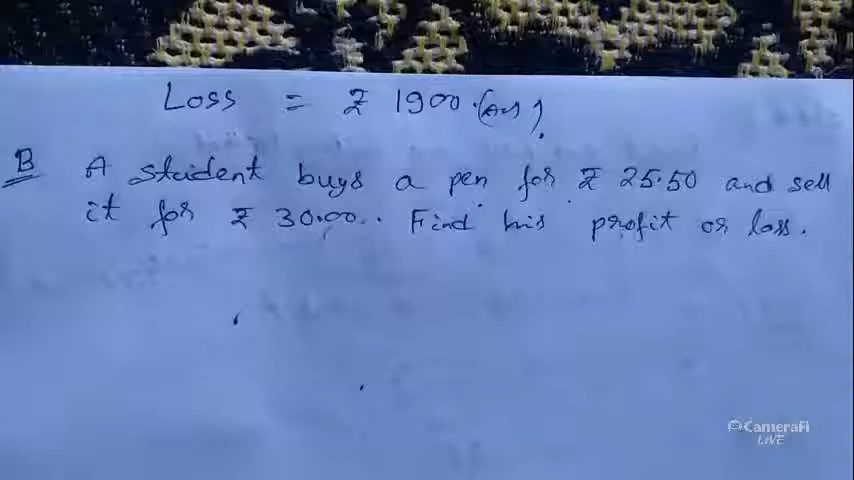 Loss = ₹ 1900.(Ans).
B A student buys a pen for ₹ 25.50 and sell
it for ₹ 30.00. Find his profit or loss.
CameraFi
LIVE